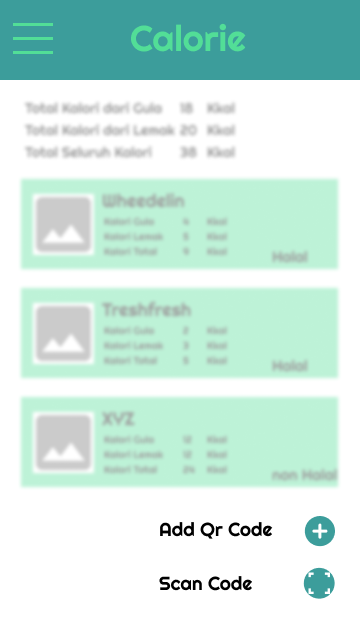 Calorie
Total Kalori dari Gula 18 Kkal
Total Kalori dari Lemak 20 Kkal
Total Seluruh Kalori 38 Kkal
Wheedelin
Kalori Gula 4 Kkal
Kalori Lemak 5 Kkal
Kalori Total 9 Kkal
Halal
Treshfresh
Kalori Gula 2 Kkal
Kalori Lemak 3 Kkal
Kalori Total 5 Kkal
Halal
XYZ
Kalori Gula 12 Kkal
Kalori Lemak 12 Kkal
Kalori Total 24 Kkal
non Halal
Add Qr Code
Scan Code